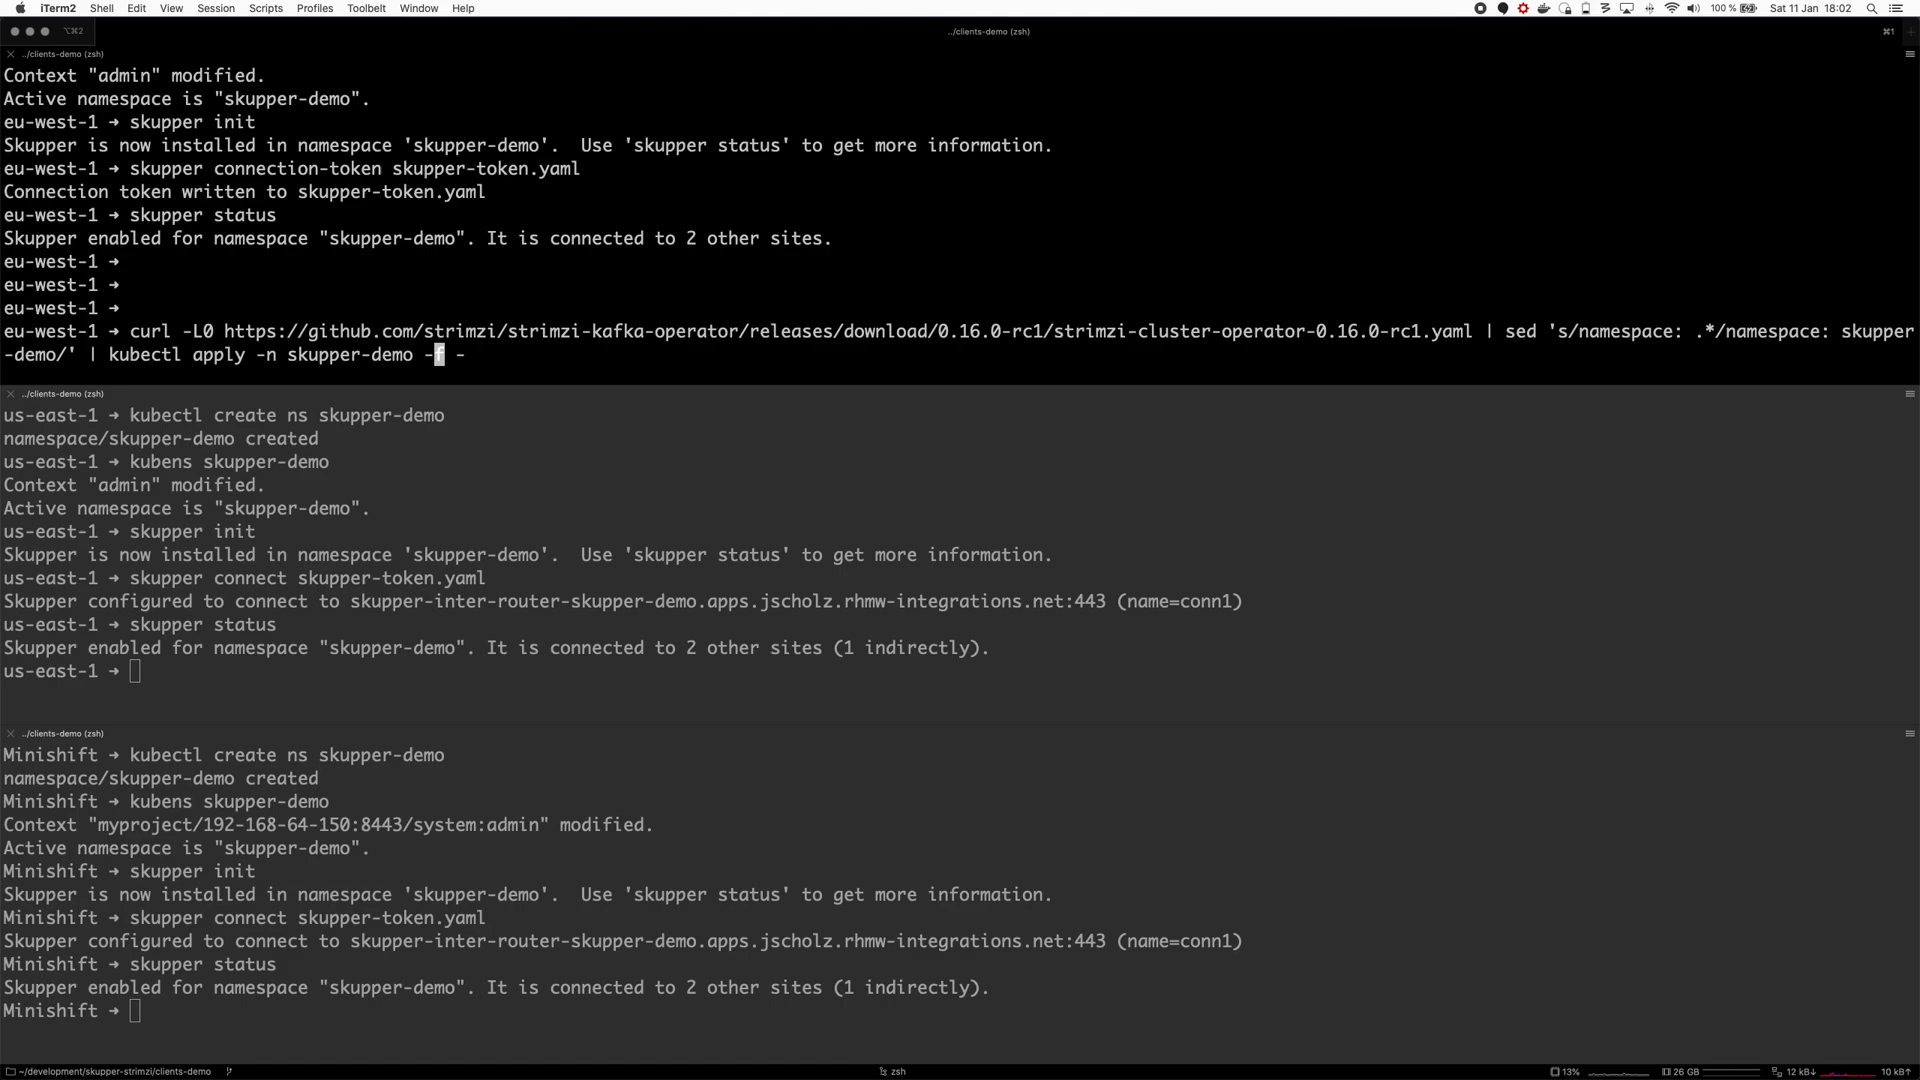 iTerm2 Shell Edit View Session Scripts Profiles Toolbelt Window Help 100 % Sat 11 Jan 18:02
⌥⌘2 ../clients-demo (zsh) ⌘1
../clients-demo (zsh)
Context "admin" modified.
Active namespace is "skupper-demo".
eu-west-1 → skupper init
Skupper is now installed in namespace 'skupper-demo'.  Use 'skupper status' to get more information.
eu-west-1 → skupper connection-token skupper-token.yaml
Connection token written to skupper-token.yaml
eu-west-1 → skupper status
Skupper enabled for namespace "skupper-demo". It is connected to 2 other sites.
eu-west-1 →
eu-west-1 →
eu-west-1 →
eu-west-1 → curl -L0 https://github.com/strimzi/strimzi-kafka-operator/releases/download/0.16.0-rc1/strimzi-cluster-operator-0.16.0-rc1.yaml | sed 's/namespace: .*/namespace: skupper
-demo/' | kubectl apply -n skupper-demo -f -
../clients-demo (zsh)
us-east-1 → kubectl create ns skupper-demo
namespace/skupper-demo created
us-east-1 → kubens skupper-demo
Context "admin" modified.
Active namespace is "skupper-demo".
us-east-1 → skupper init
Skupper is now installed in namespace 'skupper-demo'.  Use 'skupper status' to get more information.
us-east-1 → skupper connect skupper-token.yaml
Skupper configured to connect to skupper-inter-router-skupper-demo.apps.jscholz.rhmw-integrations.net:443 (name=conn1)
us-east-1 → skupper status
Skupper enabled for namespace "skupper-demo". It is connected to 2 other sites (1 indirectly).
us-east-1 →
../clients-demo (zsh)
Minishift → kubectl create ns skupper-demo
namespace/skupper-demo created
Minishift → kubens skupper-demo
Context "myproject/192-168-64-150:8443/system:admin" modified.
Active namespace is "skupper-demo".
Minishift → skupper init
Skupper is now installed in namespace 'skupper-demo'.  Use 'skupper status' to get more information.
Minishift → skupper connect skupper-token.yaml
Skupper configured to connect to skupper-inter-router-skupper-demo.apps.jscholz.rhmw-integrations.net:443 (name=conn1)
Minishift → skupper status
Skupper enabled for namespace "skupper-demo". It is connected to 2 other sites (1 indirectly).
Minishift →
~/development/skupper-strimzi/clients-demo zsh 13% 26 GB 12 kB↓ 10 kB↑